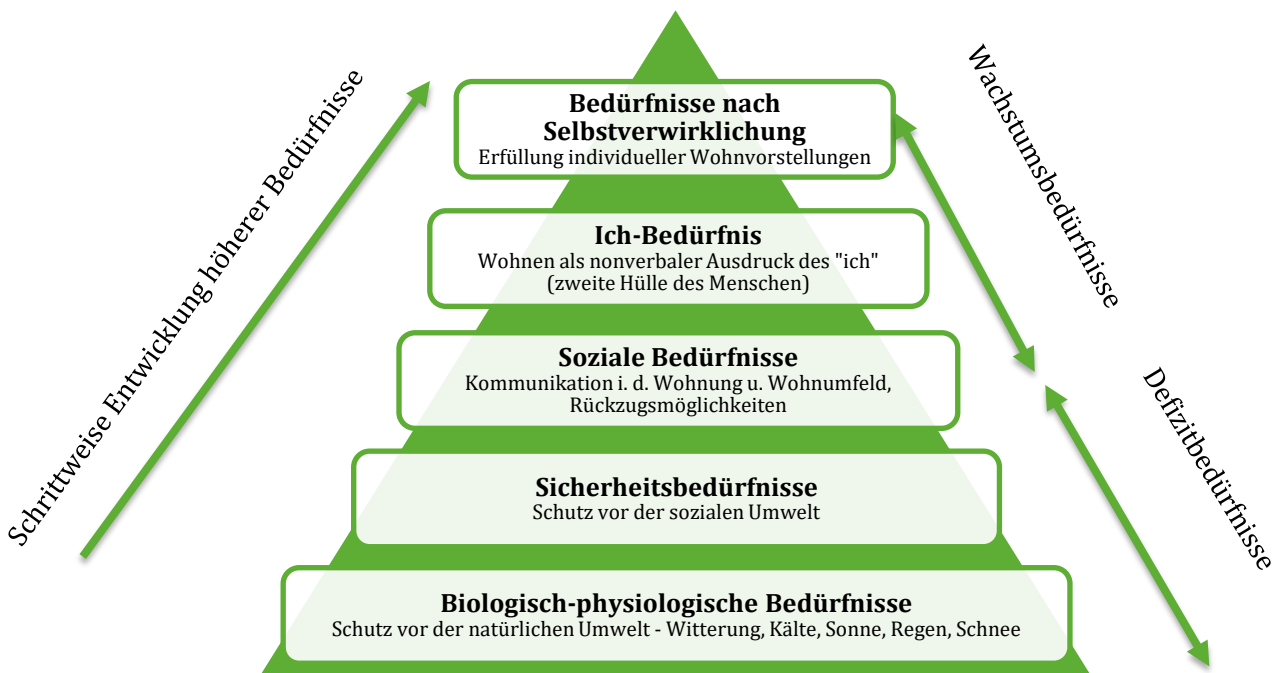 Schrittweise Entwicklung höherer Bedürfnisse
Bedürfnisse nach
Selbstverwirklichung
Erfüllung individueller Wohnvorstellungen
Ich-Bedürfnis
Wohnen als nonverbaler Ausdruck des "ich"
(zweite Hülle des Menschen)
Soziale Bedürfnisse
Kommunikation i. d. Wohnung u. Wohnumfeld,
Rückzugsmöglichkeiten
Sicherheitsbedürfnisse
Schutz vor der sozialen Umwelt
Biologisch-physiologische Bedürfnisse
Schutz vor der natürlichen Umwelt - Witterung, Kälte, Sonne, Regen, Schnee
Wachstumsbedürfnisse
Defizitbedürfnisse